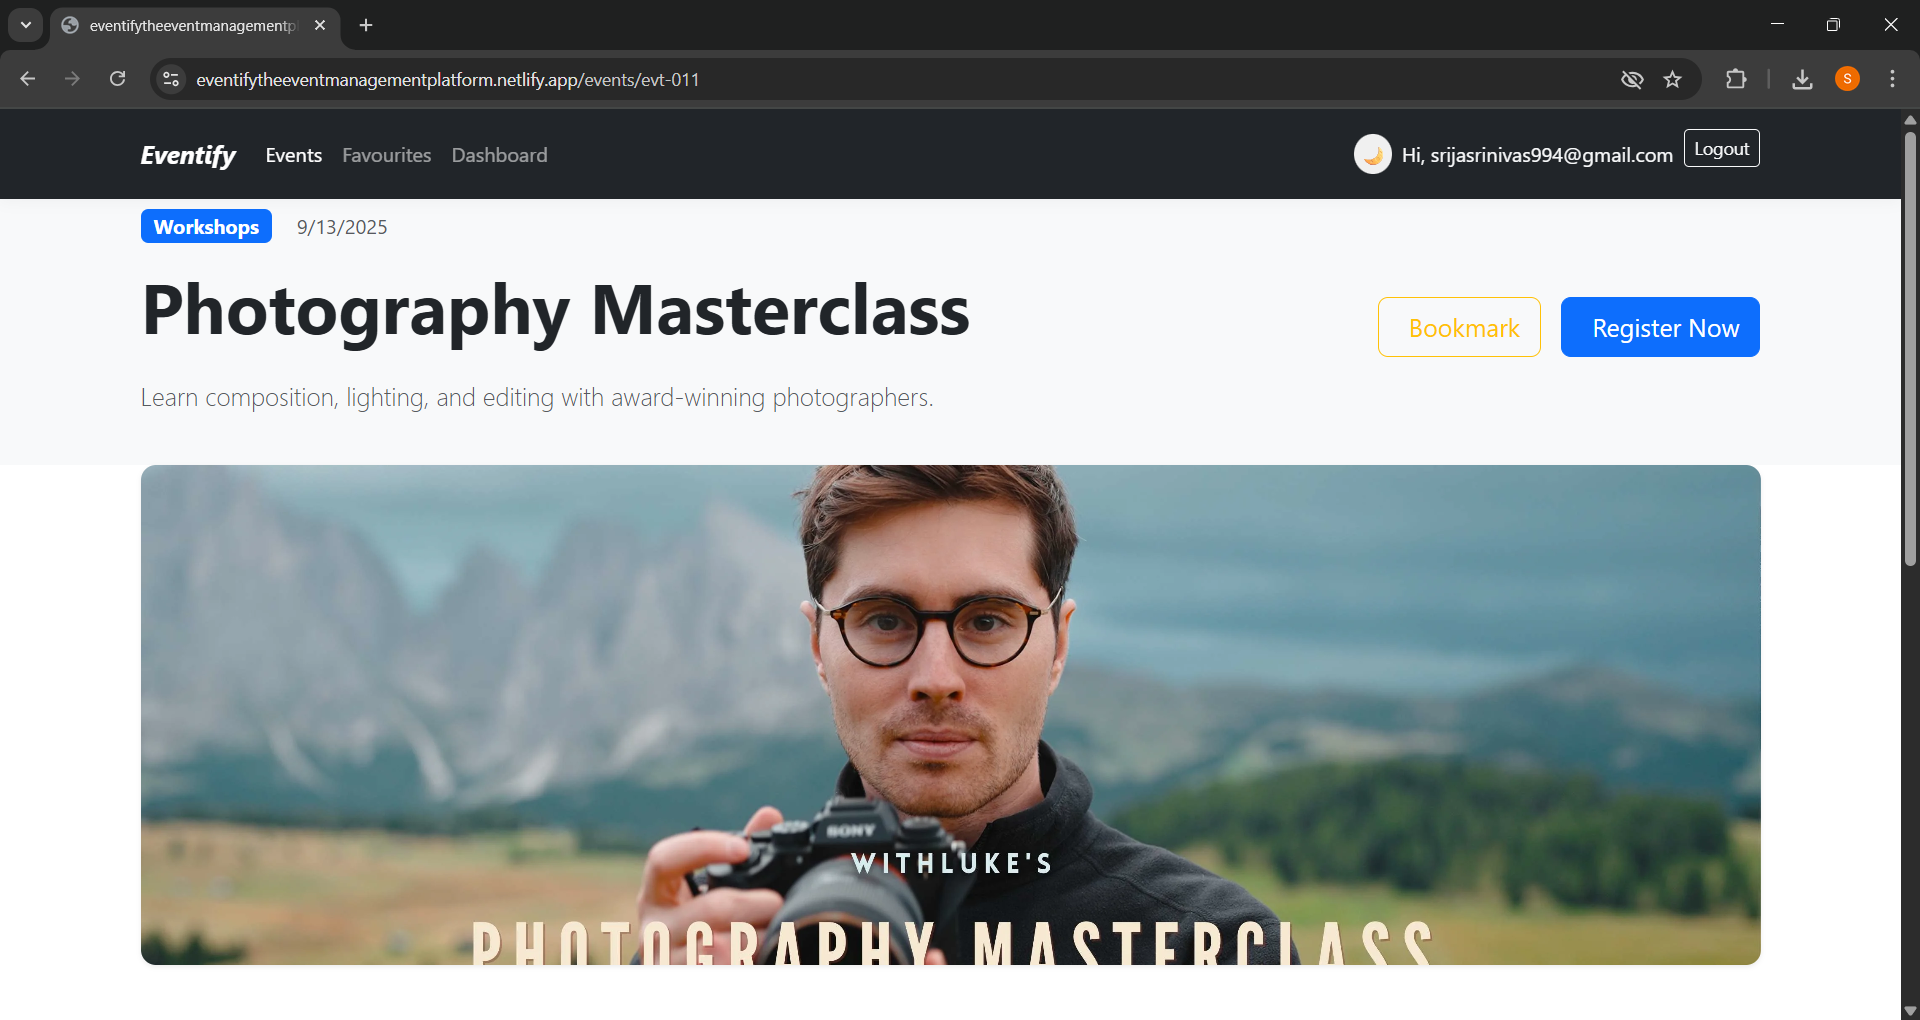 eventifytheeventmanagementpl
eventifytheeventmanagementplatform.netlify.app/events/evt-011
S
Eventify Events Favourites Dashboard Hi, srijasrinivas994@gmail.com Logout
Workshops 9/13/2025
Photography Masterclass
Bookmark Register Now
Learn composition, lighting, and editing with award-winning photographers.
SONY
WITHLUKE'S
PHOTOGRAPHY MASTERCLASS